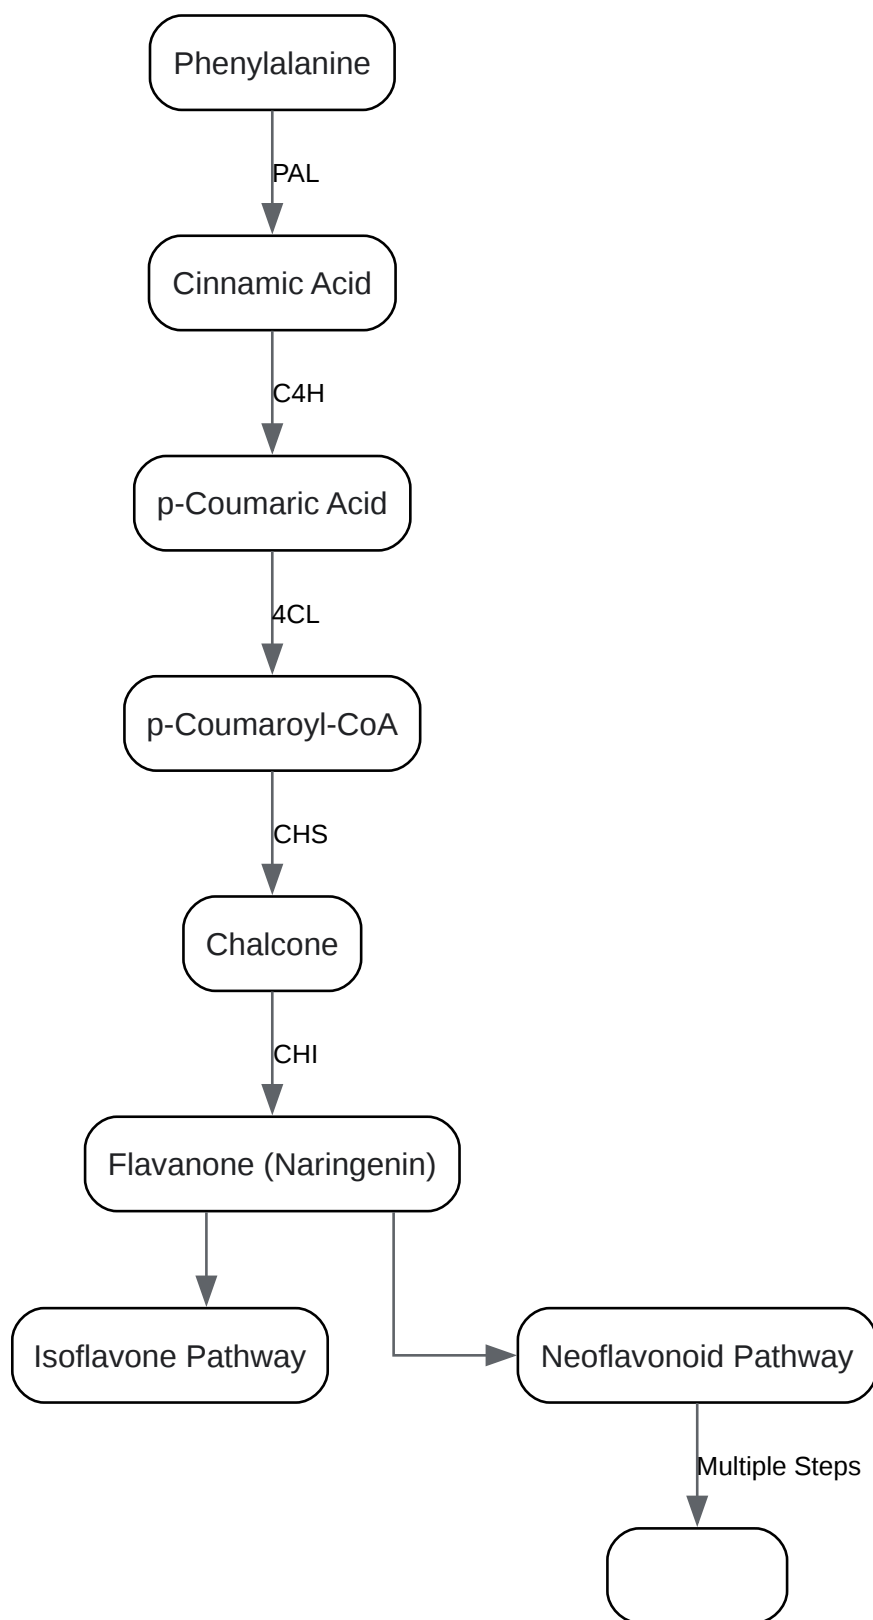 Phenylalanine
PAL
Cinnamic Acid
C4H
p-Coumaric Acid
4CL
p-Coumaroyl-CoA
CHS
Chalcone
CHI
Flavanone (Naringenin)
Isoflavone Pathway
Neoflavonoid Pathway
Multiple Steps